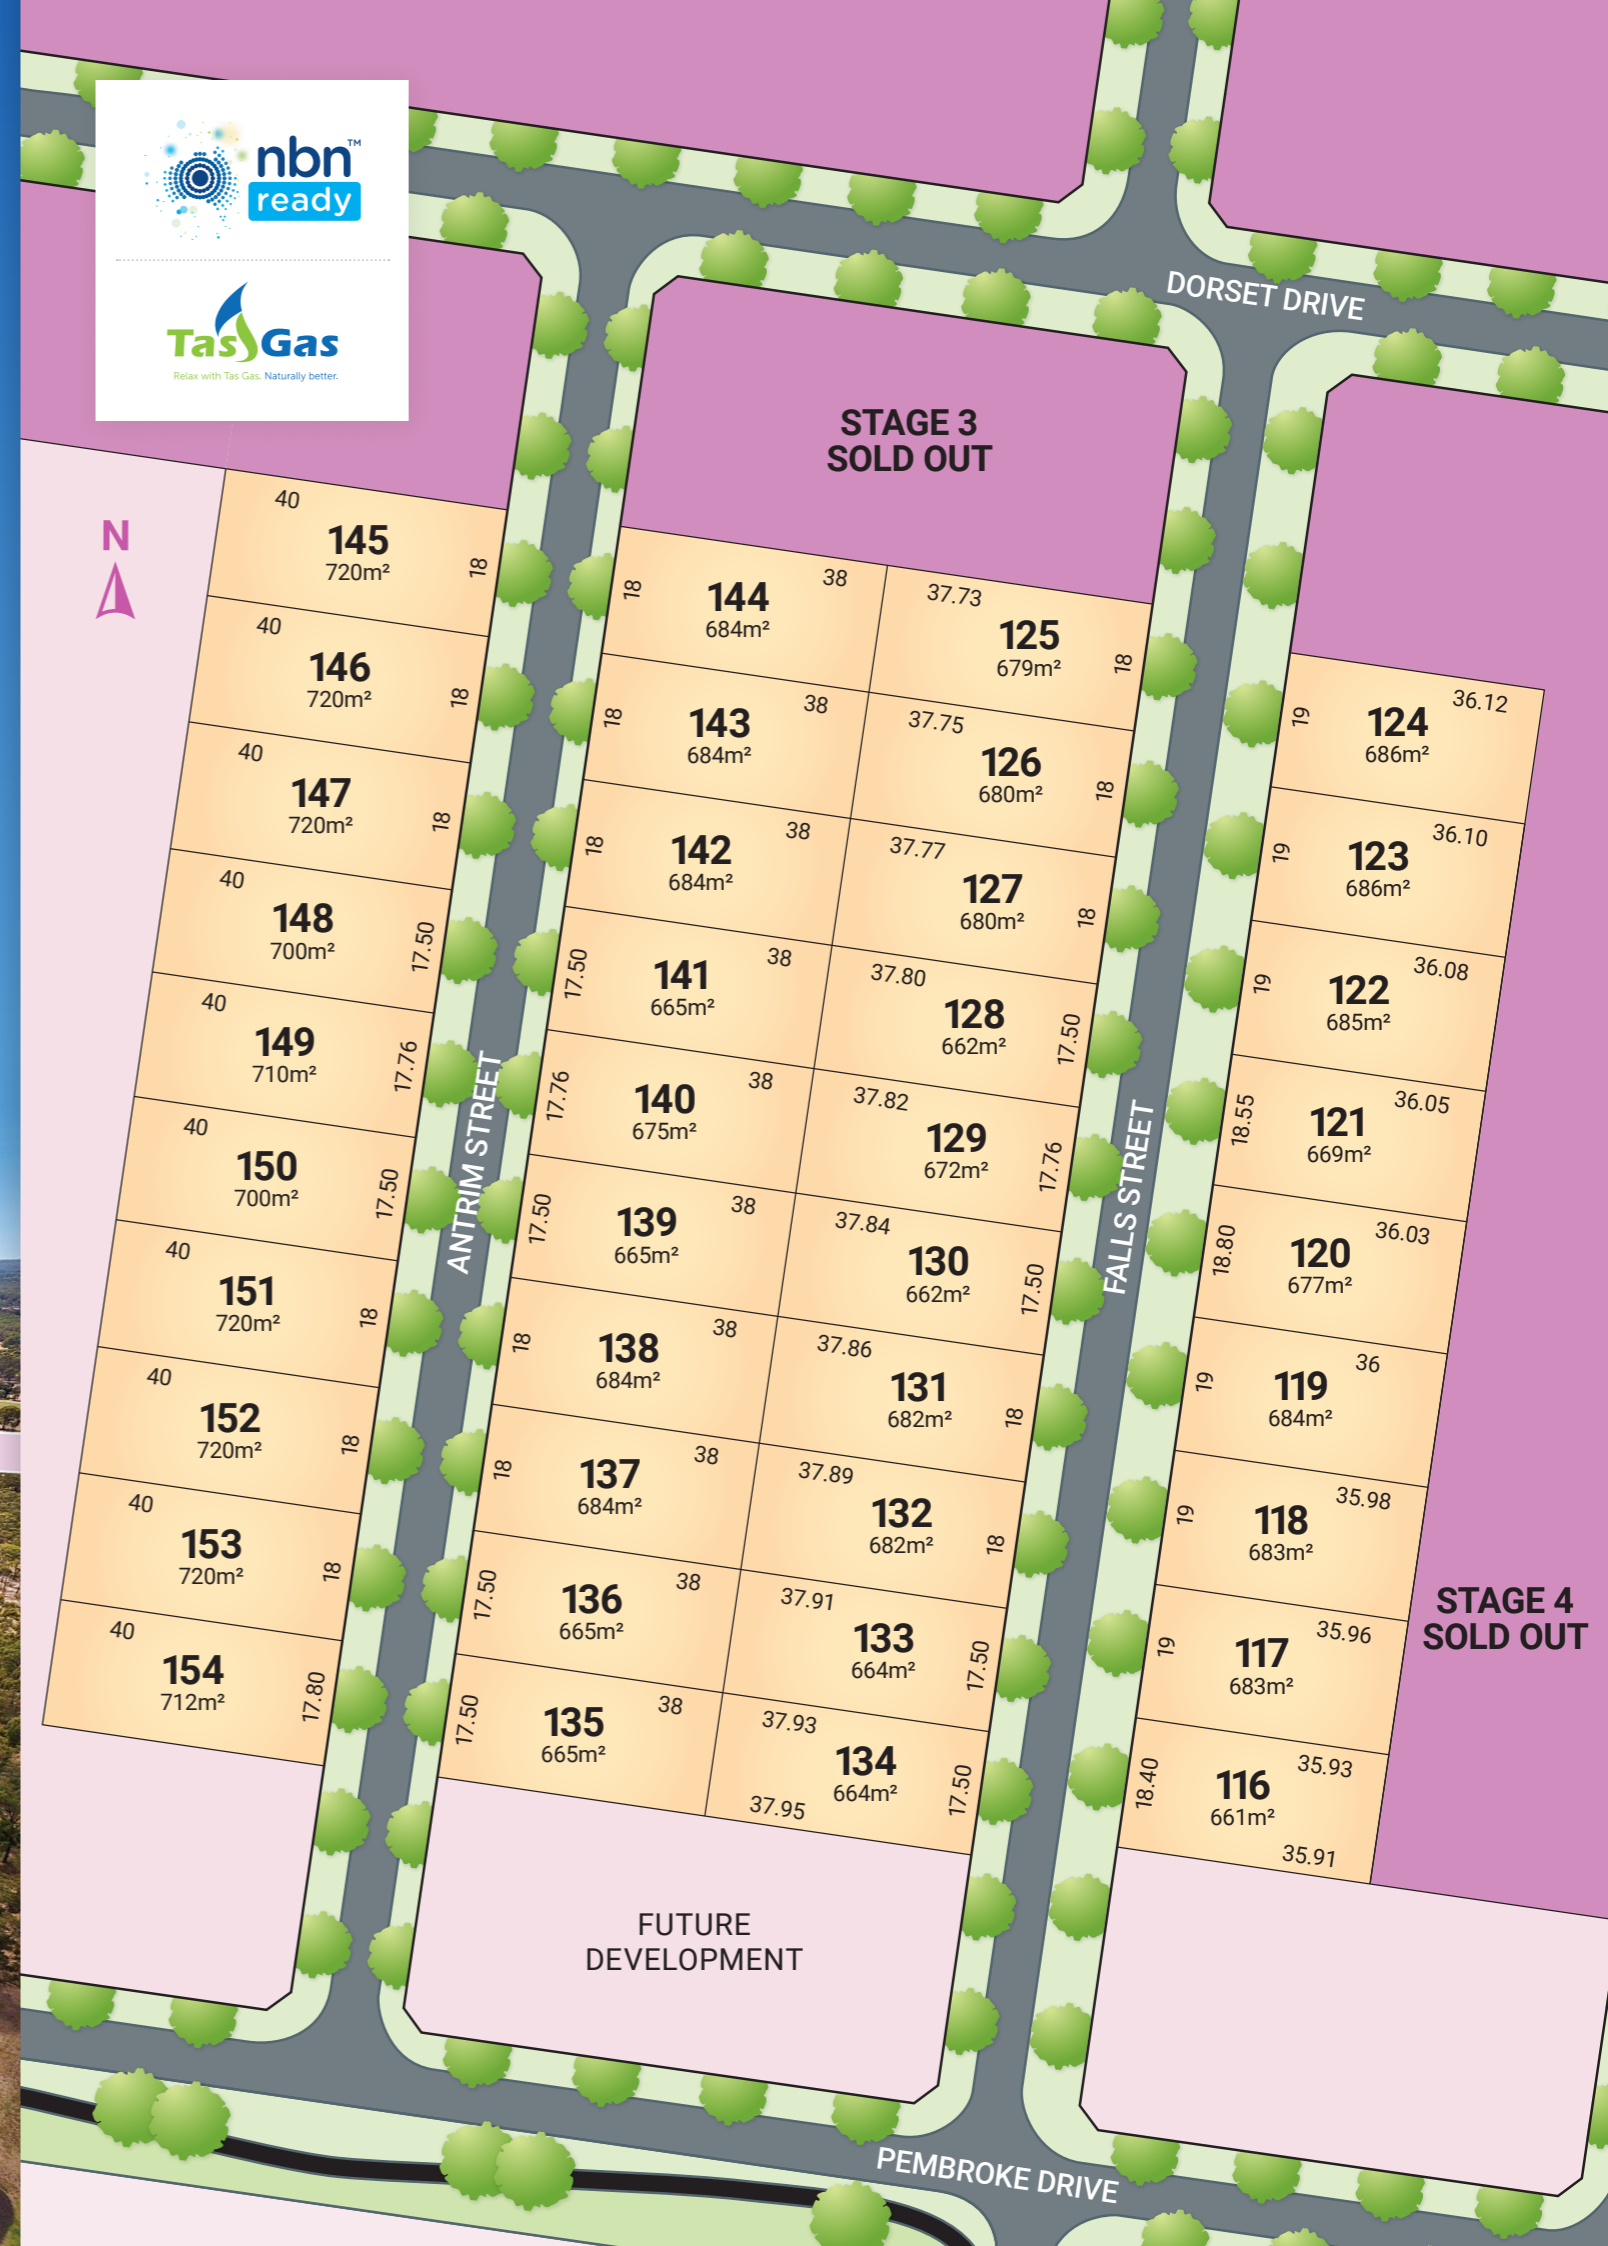 nbn™
ready
Tas Gas
Relax with Tas Gas. Naturally better.
DORSET DRIVE
STAGE 3
SOLD OUT
N
40
145
720m²
18
40
146
720m²
18
40
147
720m²
18
40
148
700m²
17.50
40
149
710m²
17.76
40
150
700m²
17.50
40
151
720m²
18
40
152
720m²
18
40
153
720m²
18
40
154
712m²
17.80
ANTRIM STREET
18
144
684m²
38
18
143
684m²
38
18
142
684m²
38
17.50
141
665m²
38
17.76
140
675m²
38
17.50
139
665m²
38
18
138
684m²
38
18
137
684m²
38
17.50
136
665m²
38
17.50
135
665m²
38
37.73
125
679m²
18
37.75
126
680m²
18
37.77
127
680m²
18
37.80
128
662m²
17.50
37.82
129
672m²
17.76
37.84
130
662m²
17.50
37.86
131
682m²
18
37.89
132
682m²
18
37.91
133
664m²
17.50
37.93
134
664m²
17.50
37.95
FALLS STREET
36.12
19
124
686m²
36.10
19
123
686m²
36.08
19
122
685m²
36.05
18.55
121
669m²
36.03
18.80
120
677m²
36
19
119
684m²
35.98
19
118
683m²
35.96
19
117
683m²
35.93
18.40
116
661m²
35.91
STAGE 4
SOLD OUT
FUTURE
DEVELOPMENT
PEMBROKE DRIVE